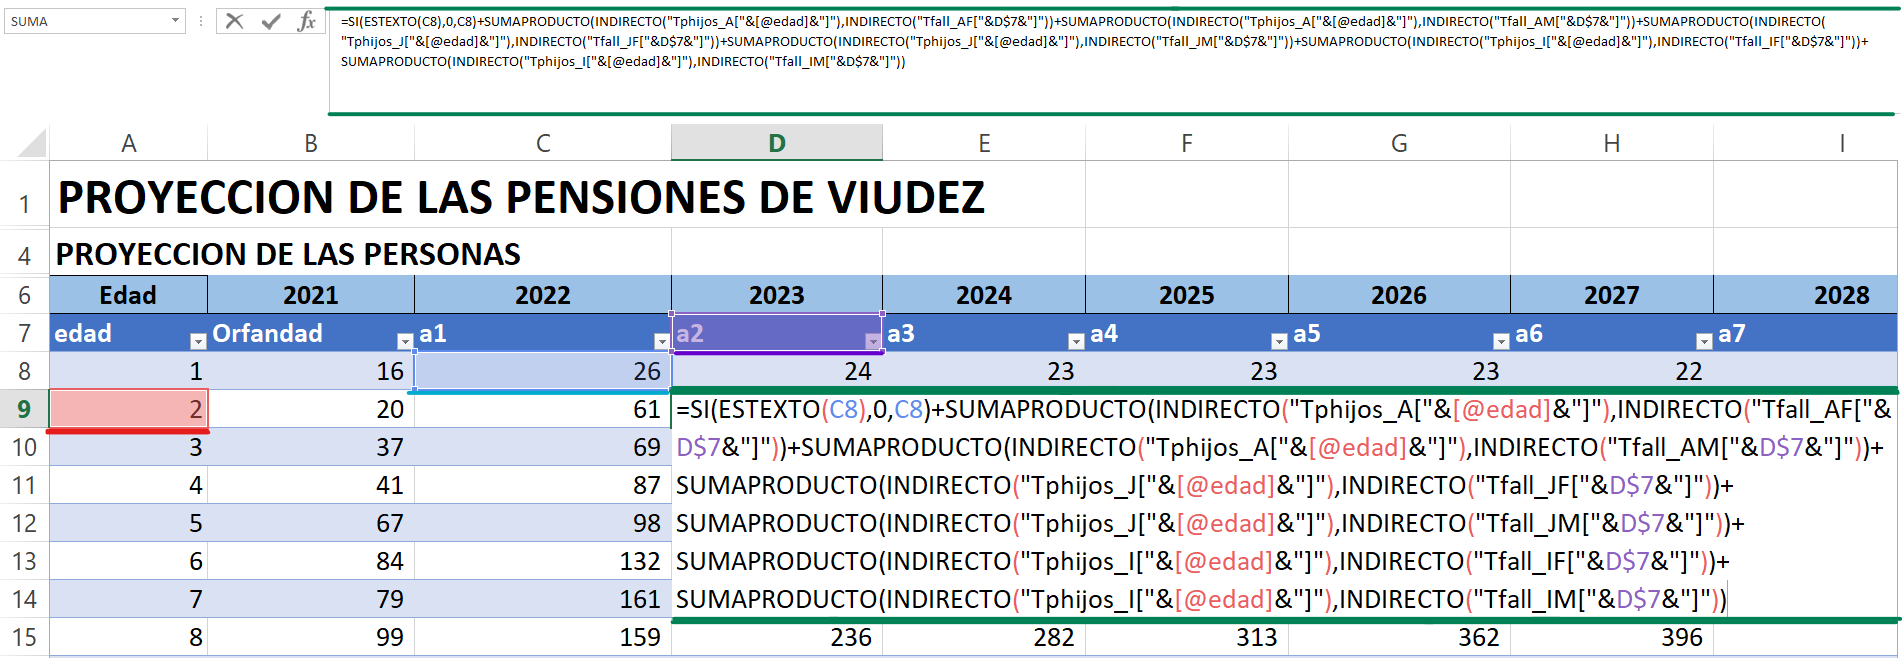 SUMA
fx
=SI(ESTEXTO(C8),0,C8)+SUMAPRODUCTO(INDIRECTO("Tphijos_A["&[@edad]&"]"),INDIRECTO("Tfall_AF["&D$7&"]"))+SUMAPRODUCTO(INDIRECTO("Tphijos_A["&[@edad]&"]"),INDIRECTO("Tfall_AM["&D$7&"]"))+SUMAPRODUCTO(INDIRECTO(
"Tphijos_J["&[@edad]&"]"),INDIRECTO("Tfall_JF["&D$7&"]"))+SUMAPRODUCTO(INDIRECTO("Tphijos_J["&[@edad]&"]"),INDIRECTO("Tfall_JM["&D$7&"]"))+SUMAPRODUCTO(INDIRECTO("Tphijos_I["&[@edad]&"]"),INDIRECTO("Tfall_IF["&D$7&"]"))+
SUMAPRODUCTO(INDIRECTO("Tphijos_I["&[@edad]&"]"),INDIRECTO("Tfall_IM["&D$7&"]"))
A B C D E F G H I
1 PROYECCION DE LAS PENSIONES DE VIUDEZ
4 PROYECCION DE LAS PERSONAS
6 Edad 2021 2022 2023 2024 2025 2026 2027 2028
7 edad Orfandad a1 a2 a3 a4 a5 a6 a7
8 1 16 26 24 23 23 23 22
9 2 20 61 =SI(ESTEXTO(C8),0,C8)+SUMAPRODUCTO(INDIRECTO("Tphijos_A["&[@edad]&"]"),INDIRECTO("Tfall_AF["&
10 3 37 69 D$7&"]"))+SUMAPRODUCTO(INDIRECTO("Tphijos_A["&[@edad]&"]"),INDIRECTO("Tfall_AM["&D$7&"]"))+
11 4 41 87 SUMAPRODUCTO(INDIRECTO("Tphijos_J["&[@edad]&"]"),INDIRECTO("Tfall_JF["&D$7&"]"))+
12 5 67 98 SUMAPRODUCTO(INDIRECTO("Tphijos_J["&[@edad]&"]"),INDIRECTO("Tfall_JM["&D$7&"]"))+
13 6 84 132 SUMAPRODUCTO(INDIRECTO("Tphijos_I["&[@edad]&"]"),INDIRECTO("Tfall_IF["&D$7&"]"))+
14 7 79 161 SUMAPRODUCTO(INDIRECTO("Tphijos_I["&[@edad]&"]"),INDIRECTO("Tfall_IM["&D$7&"]"))
15 8 99 159 236 282 313 362 396